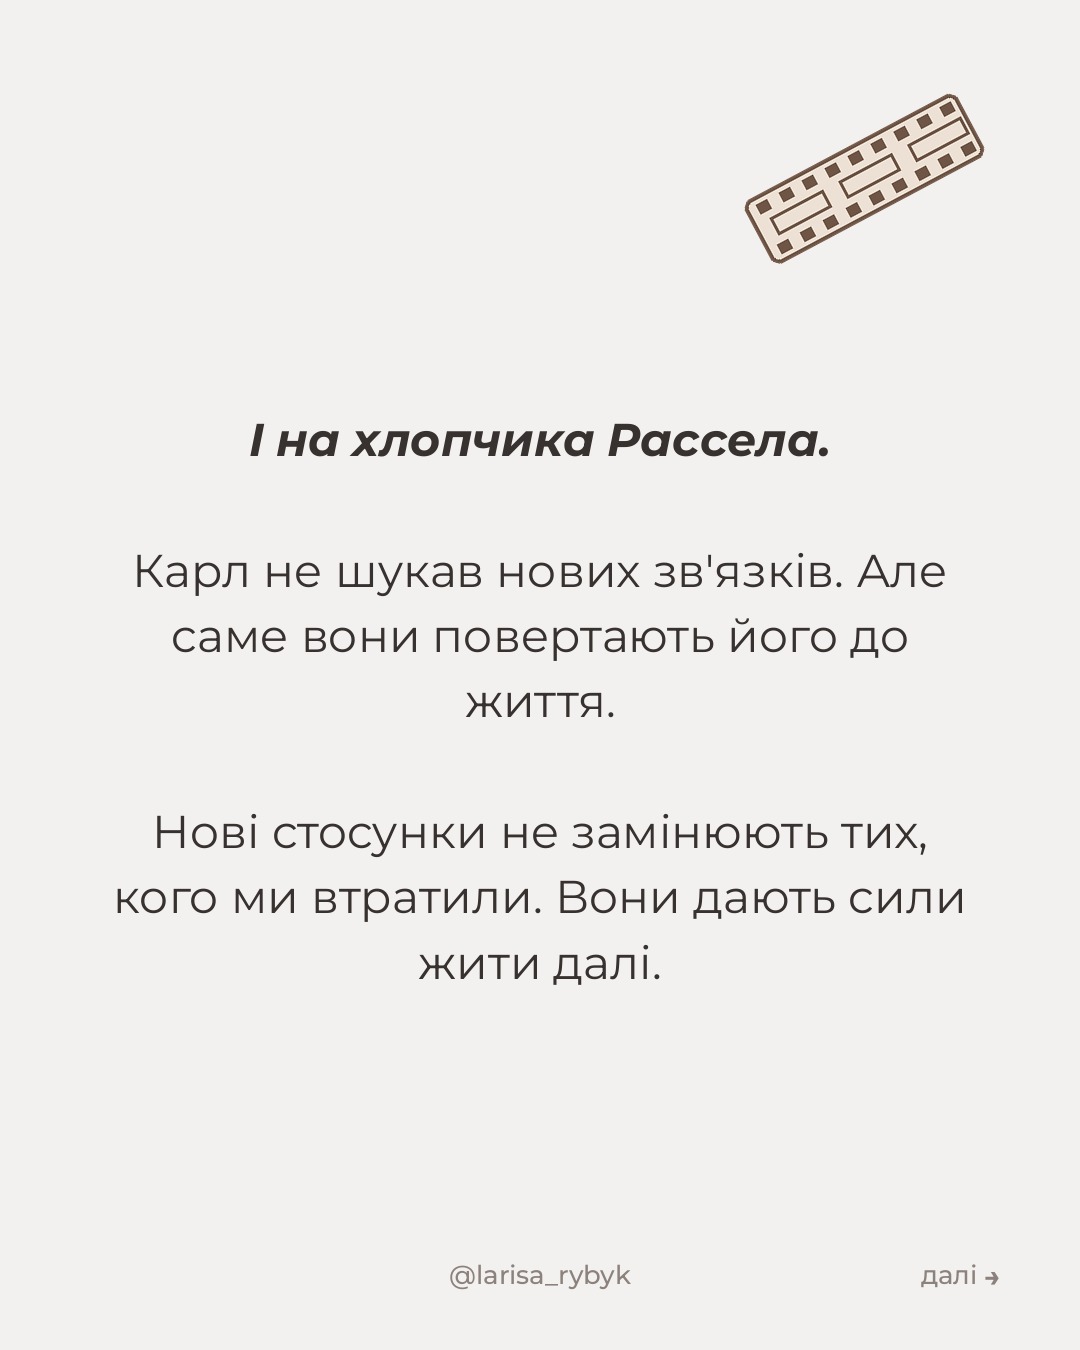 І на хлопчика Рассела.
Карл не шукав нових зв'язків. Але
саме вони повертають його до
життя.
Нові стосунки не замінюють тих,
кого ми втратили. Вони дають сили
жити далі.
@larisa_rybyk
далі →